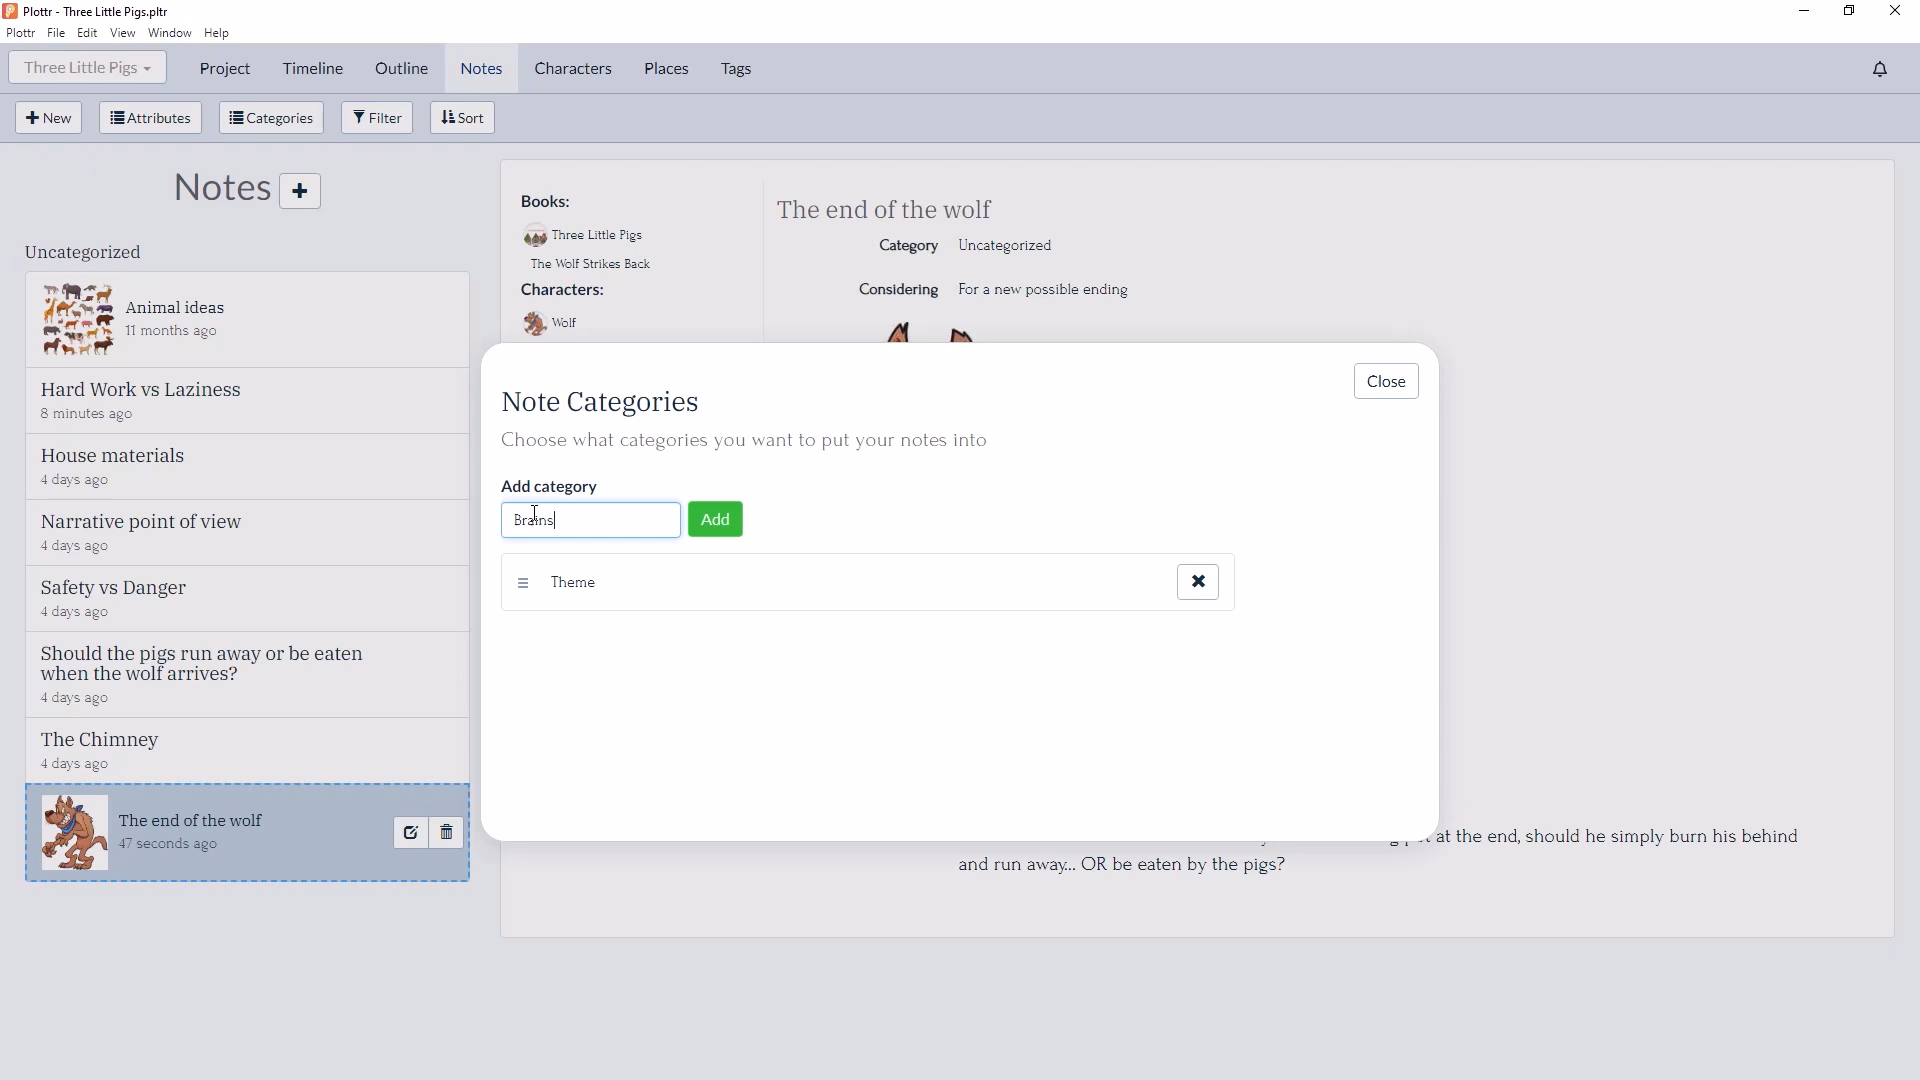 Plottr - Three Little Pigs.pltr
Plottr File Edit View Window Help
Three Little Pigs Project Timeline Outline Notes Characters Places Tags
New Attributes Categories Filter Sort
Notes
Uncategorized
Animal ideas
11 months ago
Hard Work vs Laziness
8 minutes ago
House materials
4 days ago
Narrative point of view
4 days ago
Safety vs Danger
4 days ago
Should the pigs run away or be eaten
when the wolf arrives?
4 days ago
The Chimney
4 days ago
The end of the wolf
47 seconds ago
Books:
Three Little Pigs
The Wolf Strikes Back
Characters:
Wolf
The end of the wolf
Category Uncategorized
Considering For a new possible ending
Close
Note Categories
Choose what categories you want to put your notes into
Add category
Brains Add
Theme
at the end, should he simply burn his behind
and run away... OR be eaten by the pigs?